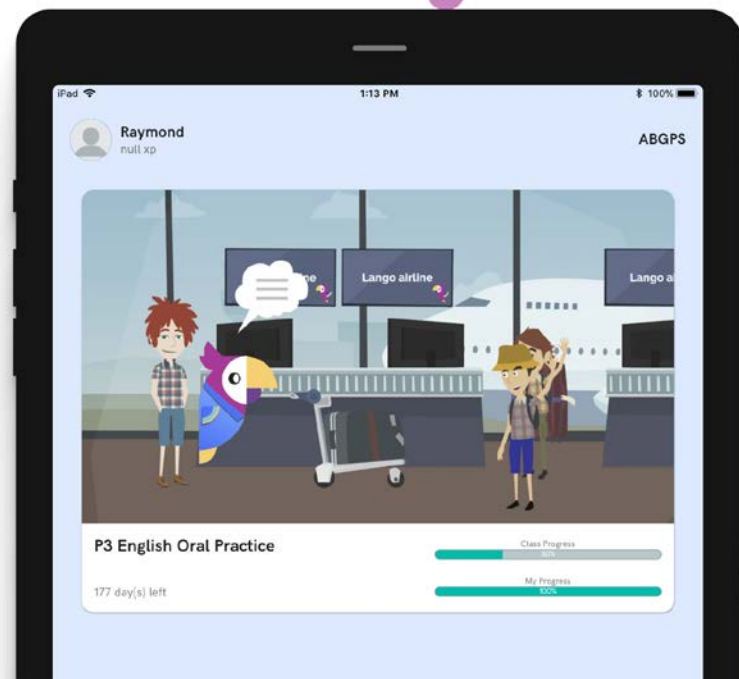 iPad
1:13 PM
100%
Raymond
null xp
ABGPS
Lango airline
Lango
P3 English Oral Practice
Class Progress
30%
177 day(s) left
My Progress
100%